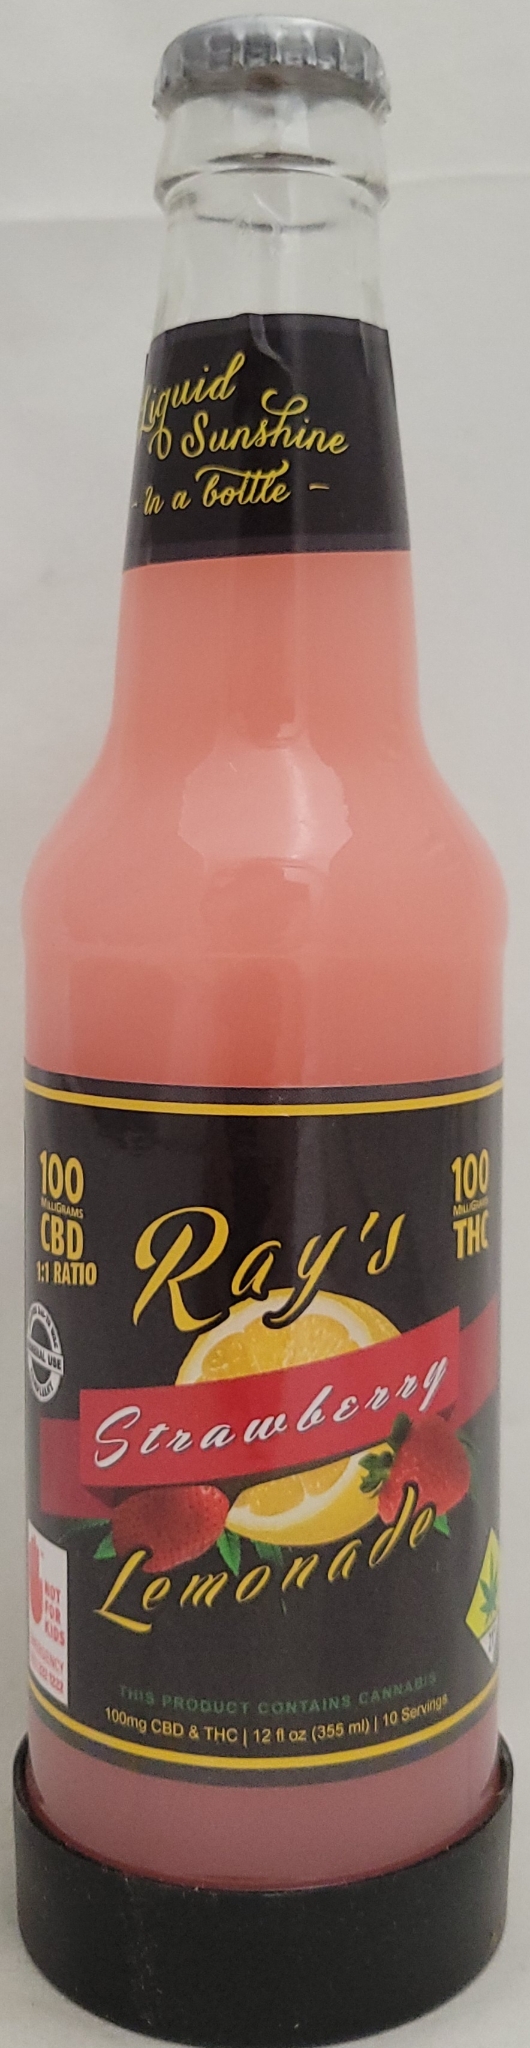 Liquid
Sunshine
- In a bottle -
100
MILLIGRAMS
CBD
1:1 RATIO
100
MILLIGRAMS
THC
Ray's
Strawberry
Lemonade
NOT
FOR
KIDS
THIS PRODUCT CONTAINS CANNABIS
100mg CBD & THC | 12 fl oz (355 ml) | 10 Servings